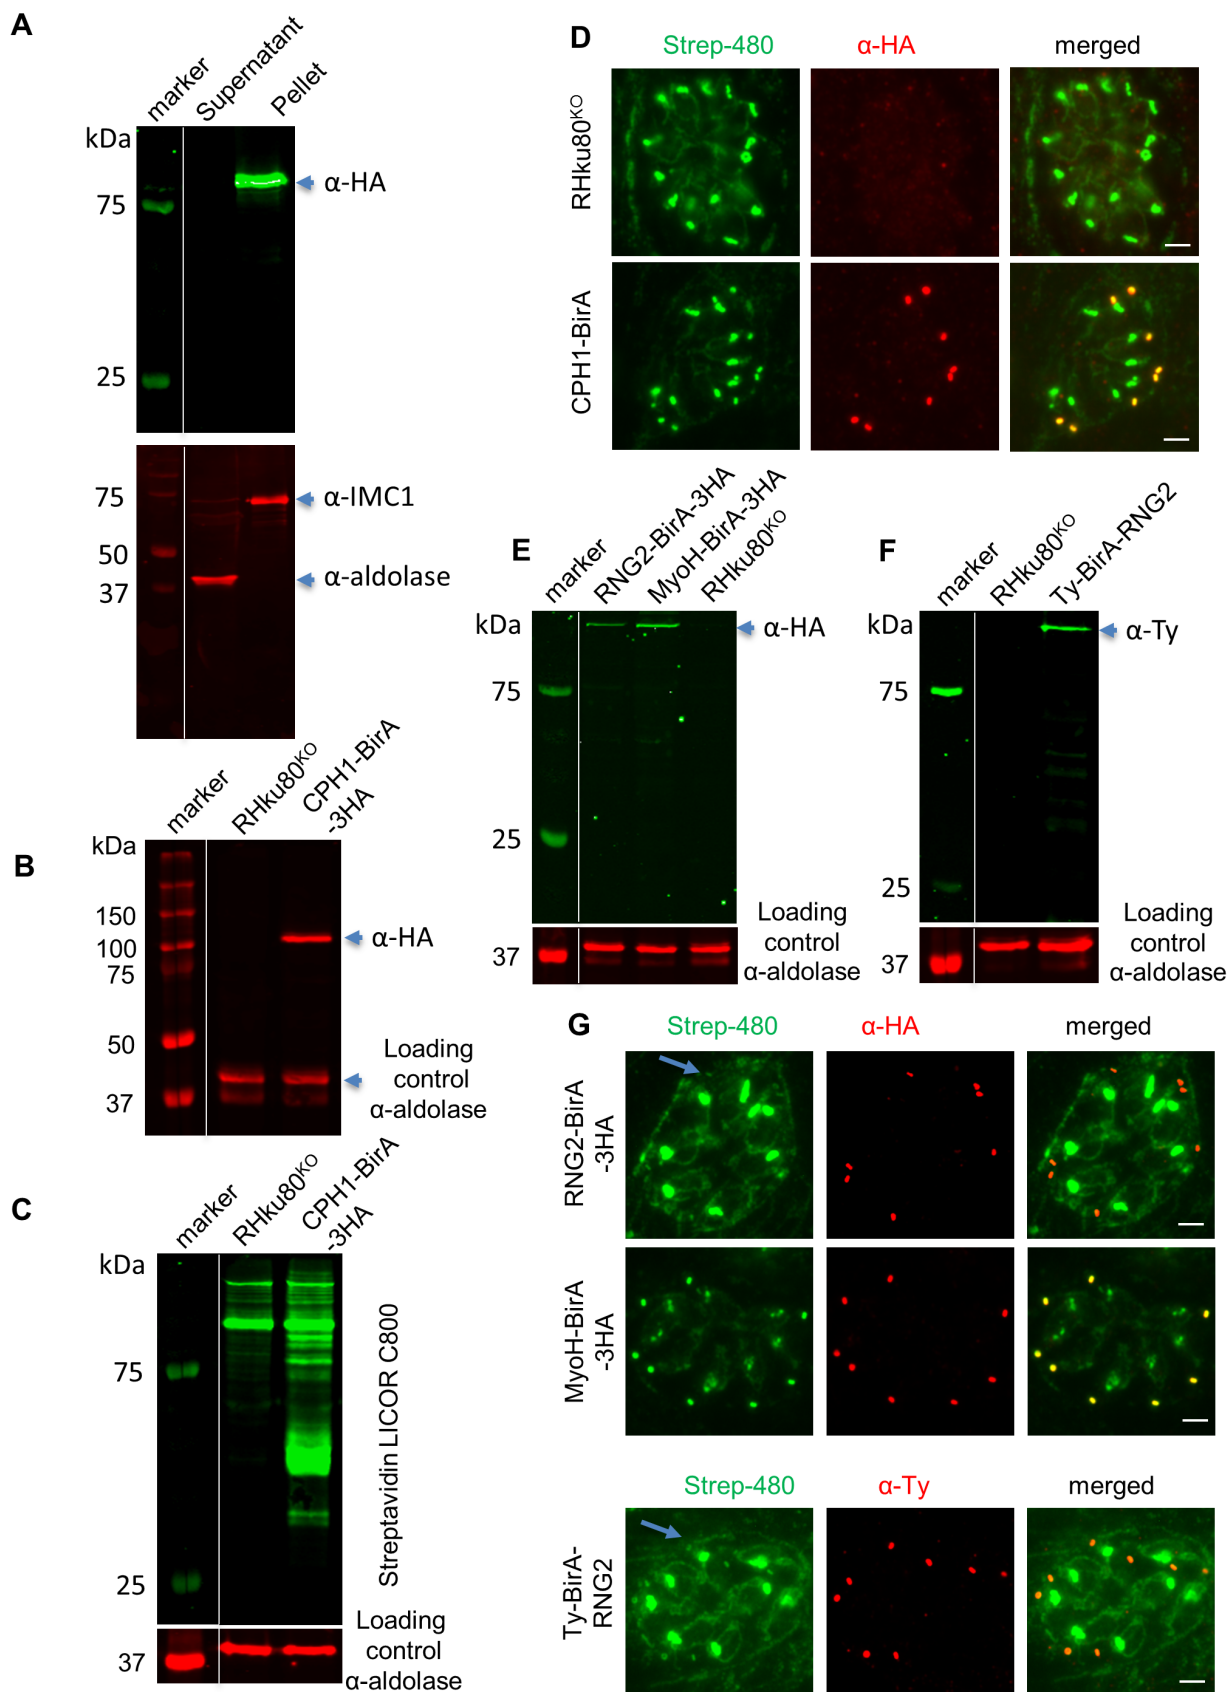 A
marker
Supernatant
Pellet
kDa
75
α-HA
25
75
α-IMC1
50
α-aldolase
37
B
marker
RHku80KO
CPH1-BirA
-3HA
kDa
150
100
75
α-HA
50
37
Loading
control
α-aldolase
C
marker
RHku80KO
CPH1-BirA
-3HA
kDa
75
25
Streptavidin LICOR C800
37
Loading
control
α-aldolase
D
Strep-480
α-HA
merged
RHku80KO
CPH1-BirA
E
marker
RNG2-BirA-3HA
MyoH-BirA-3HA
RHku80KO
kDa
α-HA
75
25
37
Loading
control
α-aldolase
F
marker
RHku80KO
Ty-BirA-RNG2
kDa
α-Ty
75
25
37
Loading
control
α-aldolase
G
Strep-480
α-HA
merged
RNG2-BirA
-3HA
MyoH-BirA
-3HA
Strep-480
α-Ty
merged
Ty-BirA-
RNG2